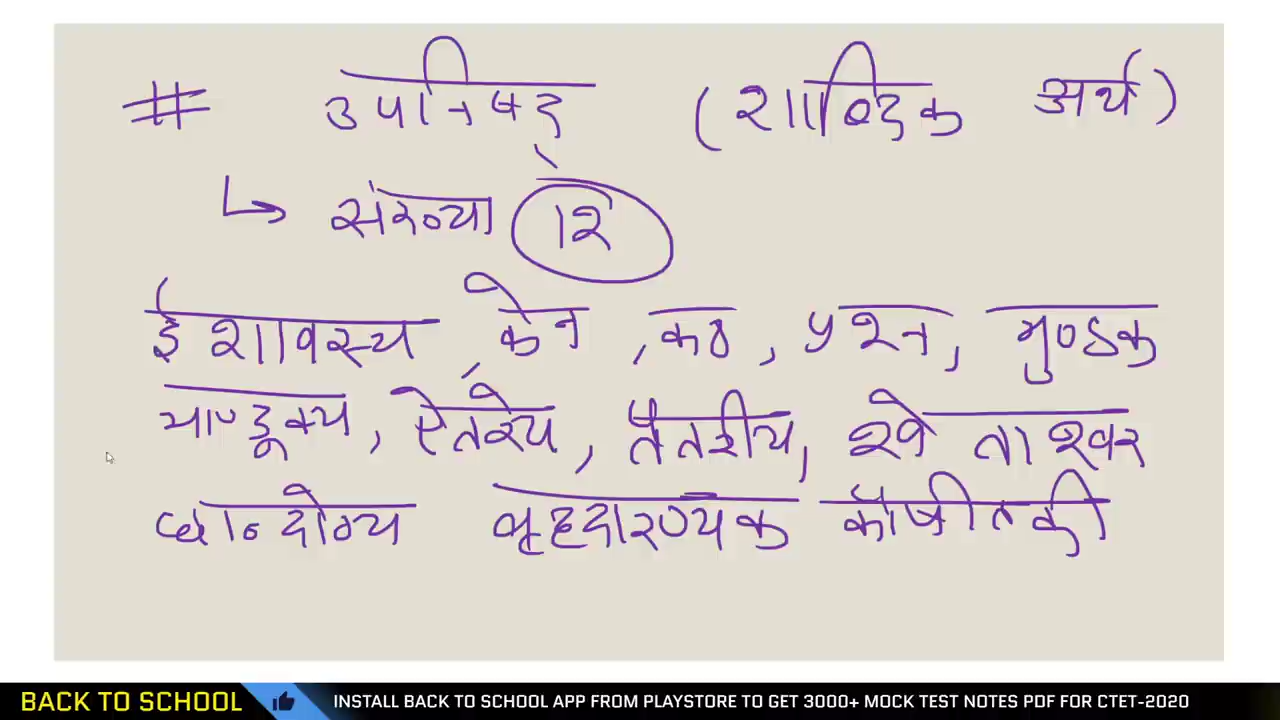 # उपनिषद् (शाब्दिक अर्थ)
↳ संख्या 12
ईशावस्य, केन, कठ, प्रश्न, मुण्डक
माण्डूक्य, ऐतरेय, तैतरीय, श्वेताश्वर
छान्दोग्य वृहदारण्यक कौषीतकी
BACK TO SCHOOL INSTALL BACK TO SCHOOL APP FROM PLAYSTORE TO GET 3000+ MOCK TEST NOTES PDF FOR CTET-2020